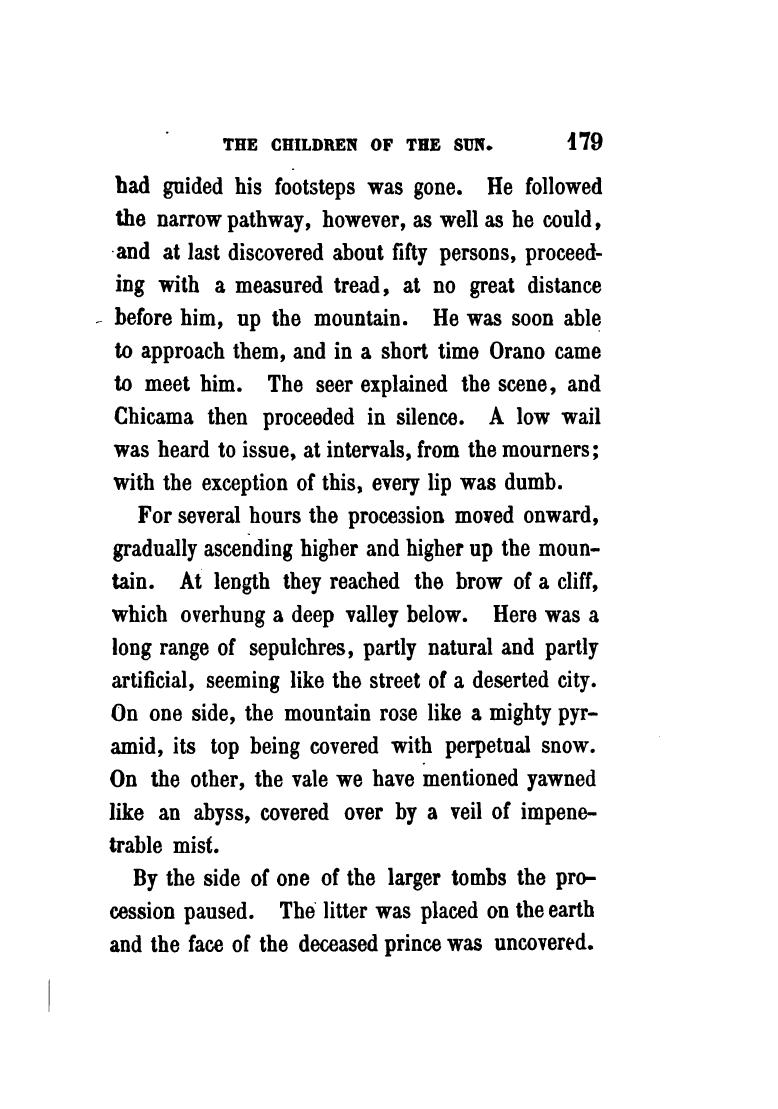 THE CHILDREN OF THE SUN. 179
had guided his footsteps was gone. He followed
the narrow pathway, however, as well as he could,
and at last discovered about fifty persons, proceed-
ing with a measured tread, at no great distance
before him, up the mountain. He was soon able
to approach them, and in a short time Orano came
to meet him. The seer explained the scene, and
Chicama then proceeded in silence. A low wail
was heard to issue, at intervals, from the mourners;
with the exception of this, every lip was dumb.
For several hours the procession moved onward,
gradually ascending higher and higher up the moun-
tain. At length they reached the brow of a cliff,
which overhung a deep valley below. Here was a
long range of sepulchres, partly natural and partly
artificial, seeming like the street of a deserted city.
On one side, the mountain rose like a mighty pyr-
amid, its top being covered with perpetual snow.
On the other, the vale we have mentioned yawned
like an abyss, covered over by a veil of impene-
trable mist.
By the side of one of the larger tombs the pro-
cession paused. The litter was placed on the earth
and the face of the deceased prince was uncovered.